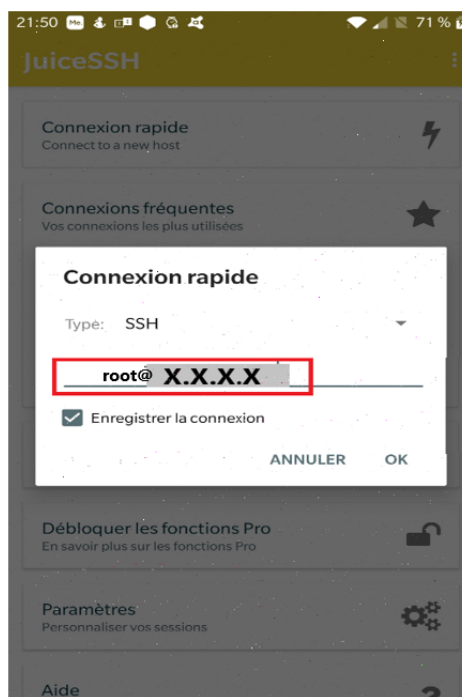 21:50 Me. 71 %
JuiceSSH
Connexion rapide
Connect to a new host
Connexions fréquentes
Vos connexions les plus utilisées
Connexion rapide
Type: SSH
root@ X.X.X.X
Enregistrer la connexion
ANNULER OK
Débloquer les fonctions Pro
En savoir plus sur les fonctions Pro
Paramètres
Personnaliser vos sessions
Aide